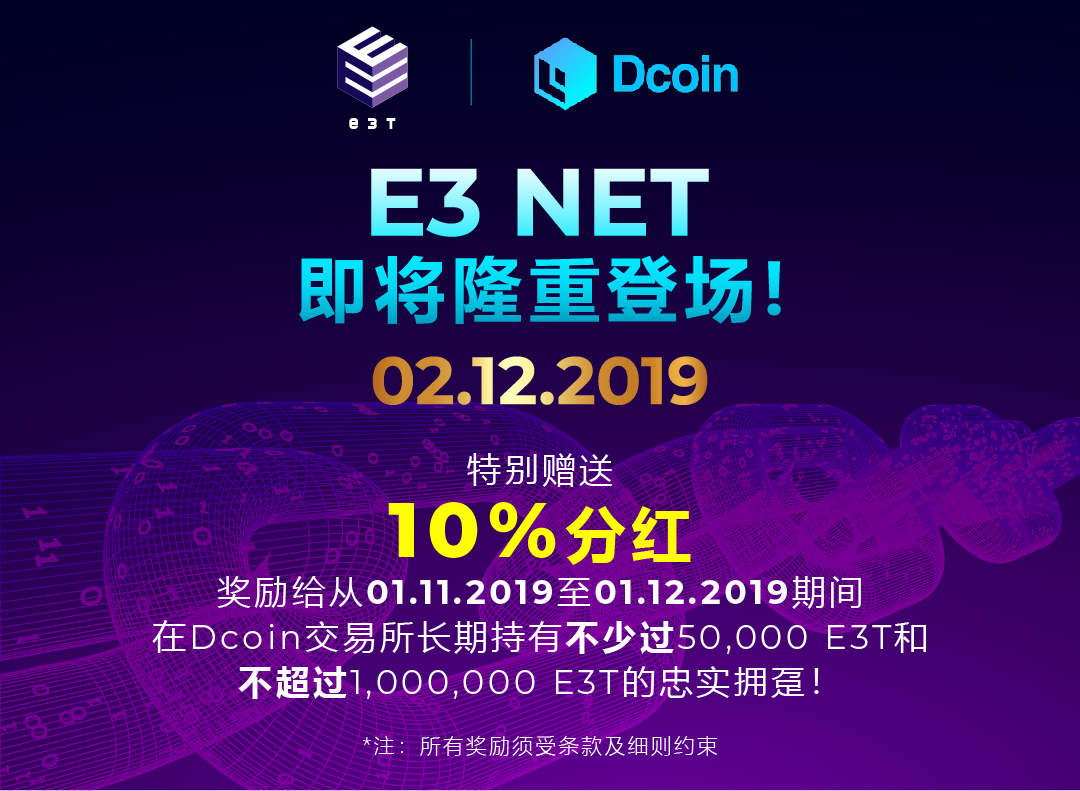 e3T
Dcoin
E3 NET
即将隆重登场！
02.12.2019
特别赠送
10%分红
奖励给从01.11.2019至01.12.2019期间
在Dcoin交易所长期持有不少过50,000 E3T和
不超过1,000,000 E3T的忠实拥趸！
*注：所有奖励须受条款及细则约束